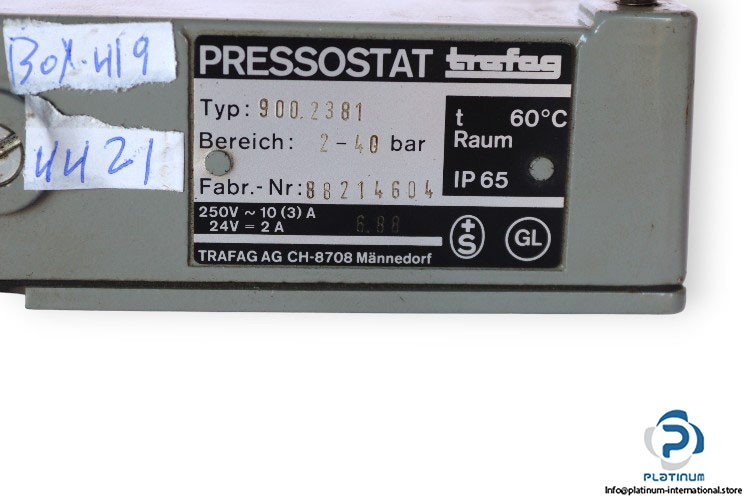 BOX-419
4421
PRESSOSTAT trafag
Typ: 900.2381
Bereich: 2-40 bar
Fabr.-Nr: 88214604
t 60°C
Raum
IP 65
250V ~ 10 (3) A
24V = 2 A
6.88
+S
GL
TRAFAG AG CH-8708 Männedorf
PLATINUM
Info@platinum-international.store